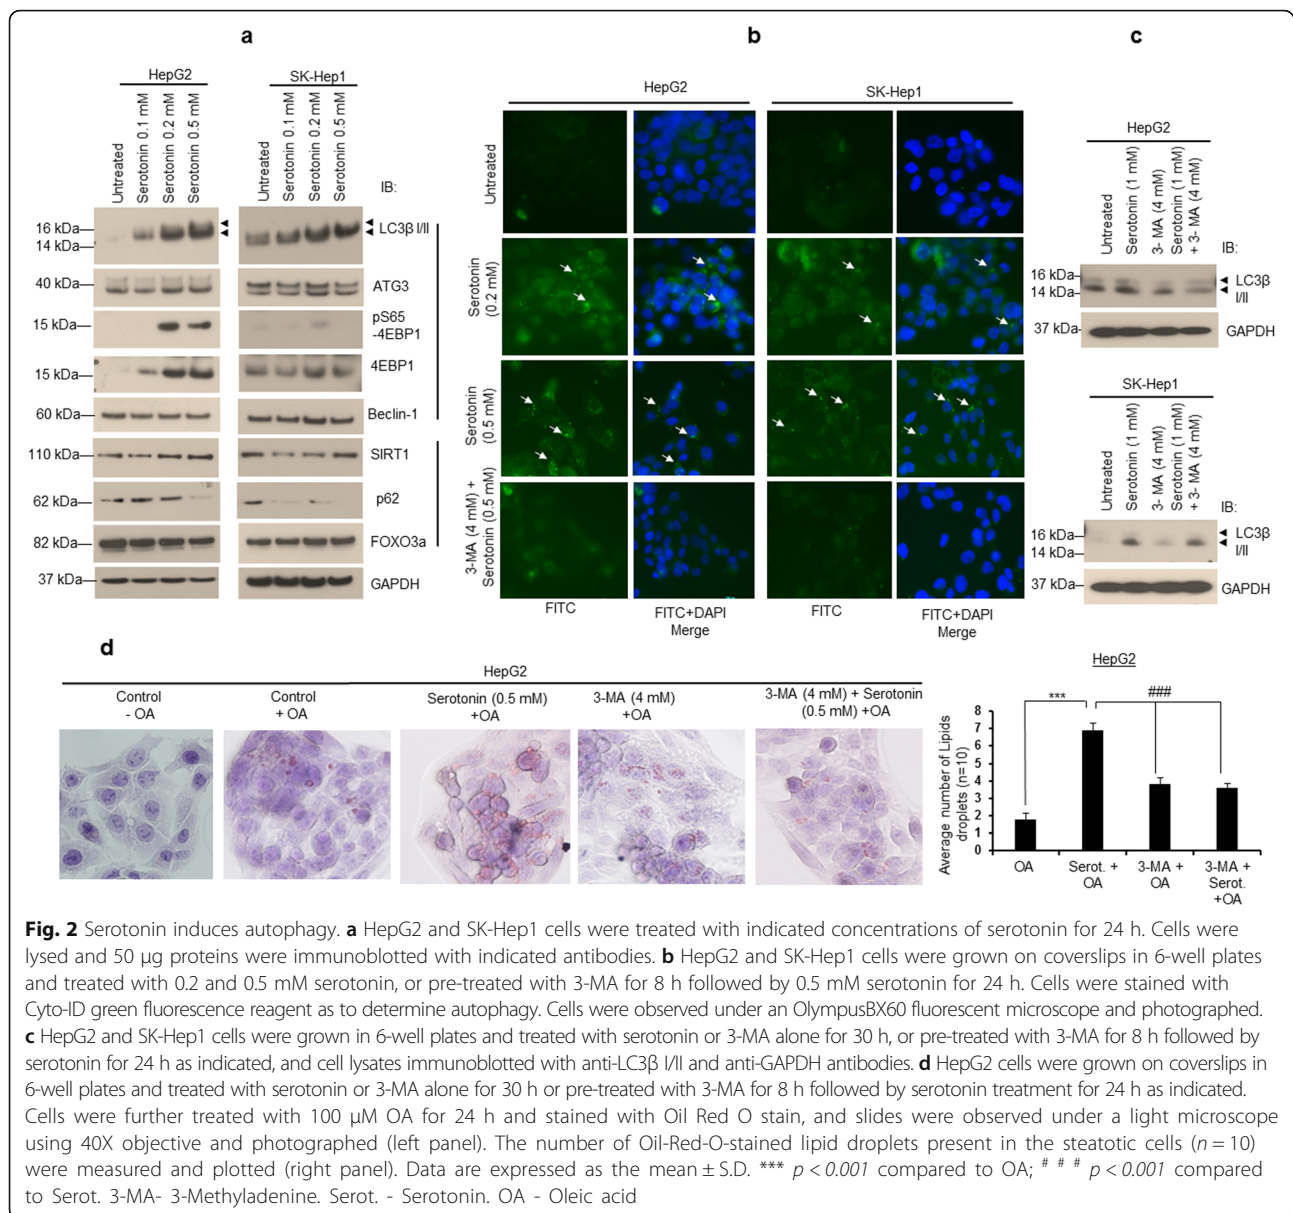 a
HepG2
SK-Hep1
Untreated
Serotonin 0.1 mM
Serotonin 0.2 mM
Serotonin 0.5 mM
Untreated
Serotonin 0.1 mM
Serotonin 0.2 mM
Serotonin 0.5 mM
IB:
16 kDa
14 kDa
LC3β I/II
40 kDa
ATG3
15 kDa
pS65
-4EBP1
15 kDa
4EBP1
60 kDa
Beclin-1
110 kDa
SIRT1
62 kDa
p62
82 kDa
FOXO3a
37 kDa
GAPDH
b
HepG2
SK-Hep1
Untreated
Serotonin
(0.2 mM)
Serotonin
(0.5 mM)
3-MA (4 mM) +
Serotonin (0.5 mM)
FITC
FITC+DAPI
Merge
FITC
FITC+DAPI
Merge
c
HepG2
Untreated
Serotonin (1 mM)
3- MA (4 mM)
Serotonin (1 mM)
+ 3- MA (4 mM)
IB:
16 kDa
14 kDa
LC3β
I/II
37 kDa
GAPDH
SK-Hep1
Untreated
Serotonin (1 mM)
3- MA (4 mM)
Serotonin (1 mM)
+ 3- MA (4 mM)
IB:
16 kDa
14 kDa
LC3β
I/II
37 kDa
GAPDH
d
HepG2
Control
- OA
Control
+ OA
Serotonin (0.5 mM)
+OA
3-MA (4 mM)
+OA
3-MA (4 mM) + Serotonin
(0.5 mM) +OA
HepG2
***
###
Average number of Lipids
droplets (n=10)
8
7
6
5
4
3
2
1
0
OA
Serot. +
OA
3-MA +
OA
3-MA +
Serot.
+OA
Fig. 2 Serotonin induces autophagy. a HepG2 and SK-Hep1 cells were treated with indicated concentrations of serotonin for 24 h. Cells were
lysed and 50 μg proteins were immunoblotted with indicated antibodies. b HepG2 and SK-Hep1 cells were grown on coverslips in 6-well plates
and treated with 0.2 and 0.5 mM serotonin, or pre-treated with 3-MA for 8 h followed by 0.5 mM serotonin for 24 h. Cells were stained with
Cyto-ID green fluorescence reagent as to determine autophagy. Cells were observed under an OlympusBX60 fluorescent microscope and photographed.
c HepG2 and SK-Hep1 cells were grown in 6-well plates and treated with serotonin or 3-MA alone for 30 h, or pre-treated with 3-MA for 8 h followed by
serotonin for 24 h as indicated, and cell lysates immunoblotted with anti-LC3β I/II and anti-GAPDH antibodies. d HepG2 cells were grown on coverslips in
6-well plates and treated with serotonin or 3-MA alone for 30 h or pre-treated with 3-MA for 8 h followed by serotonin treatment for 24 h as indicated.
Cells were further treated with 100 μM OA for 24 h and stained with Oil Red O stain, and slides were observed under a light microscope
using 40X objective and photographed (left panel). The number of Oil-Red-O-stained lipid droplets present in the steatotic cells (n = 10)
were measured and plotted (right panel). Data are expressed as the mean ± S.D. *** p < 0.001 compared to OA; # # # p < 0.001 compared
to Serot. 3-MA- 3-Methyladenine. Serot. - Serotonin. OA - Oleic acid